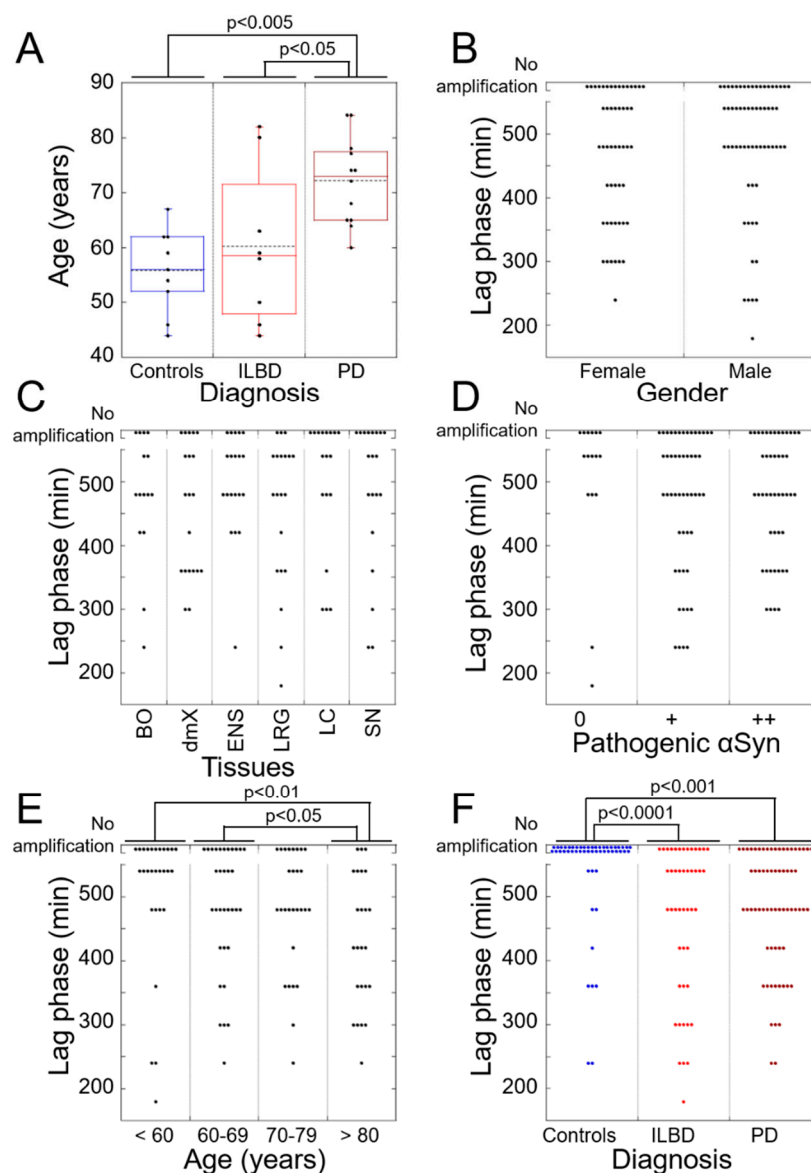 A
p<0.005
p<0.05
Age (years)
90
80
70
60
50
40
Controls ILBD PD
Diagnosis
B
No
amplification
Lag phase (min)
500
400
300
200
Female Male
Gender
C
No
amplification
Lag phase (min)
500
400
300
200
BO dmX ENS LRG LC SN
Tissues
D
No
amplification
Lag phase (min)
500
400
300
200
0 + ++
Pathogenic αSyn
E
p<0.01
p<0.05
No
amplification
Lag phase (min)
500
400
300
200
< 60 60-69 70-79 > 80
Age (years)
F
p<0.001
p<0.0001
No
amplification
Lag phase (min)
500
400
300
200
Controls ILBD PD
Diagnosis